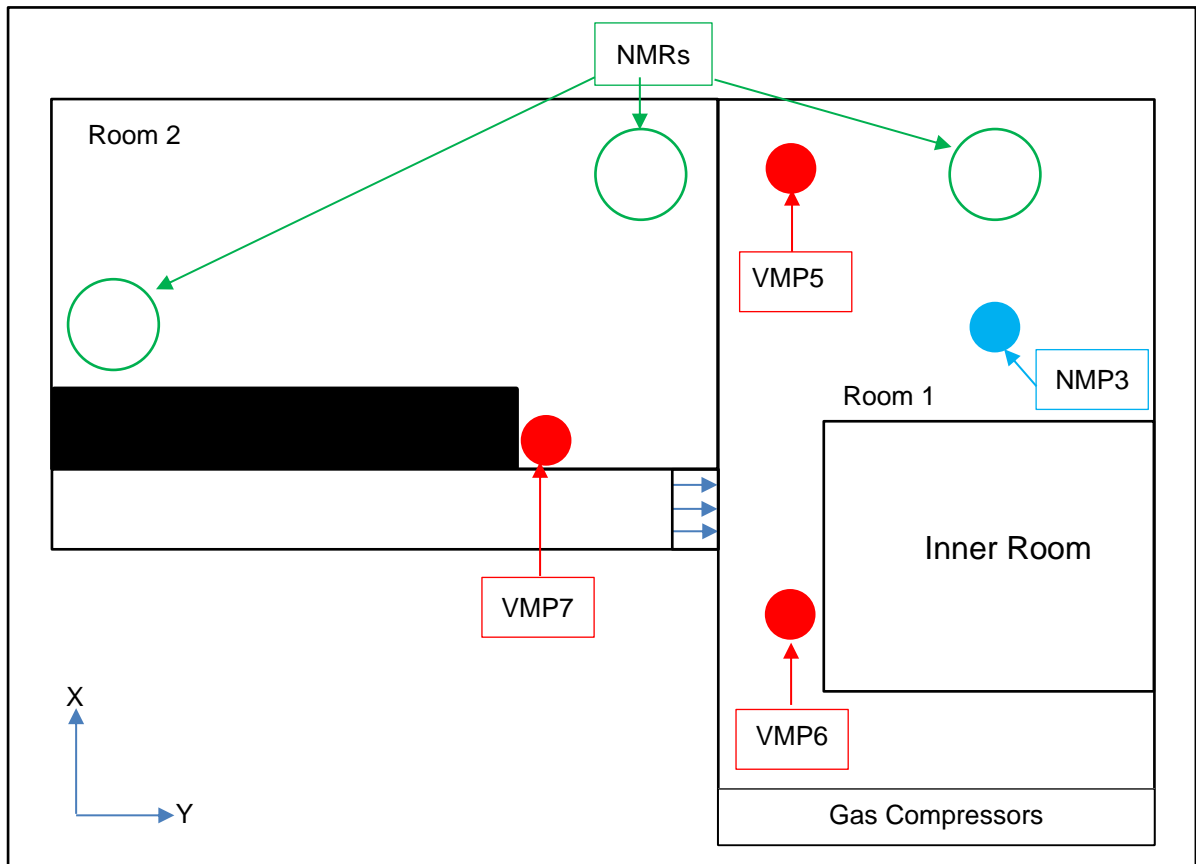 NMRs
Room 2
VMP5
NMP3
Room 1
Inner Room
VMP7
X
VMP6
Y
Gas Compressors